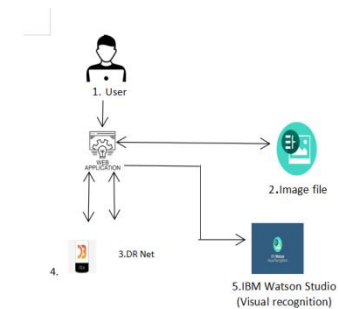 1. User
WEB
APPLICATION
2.Image file
3.DR Net
4.
5.IBM Watson Studio
(Visual recognition)